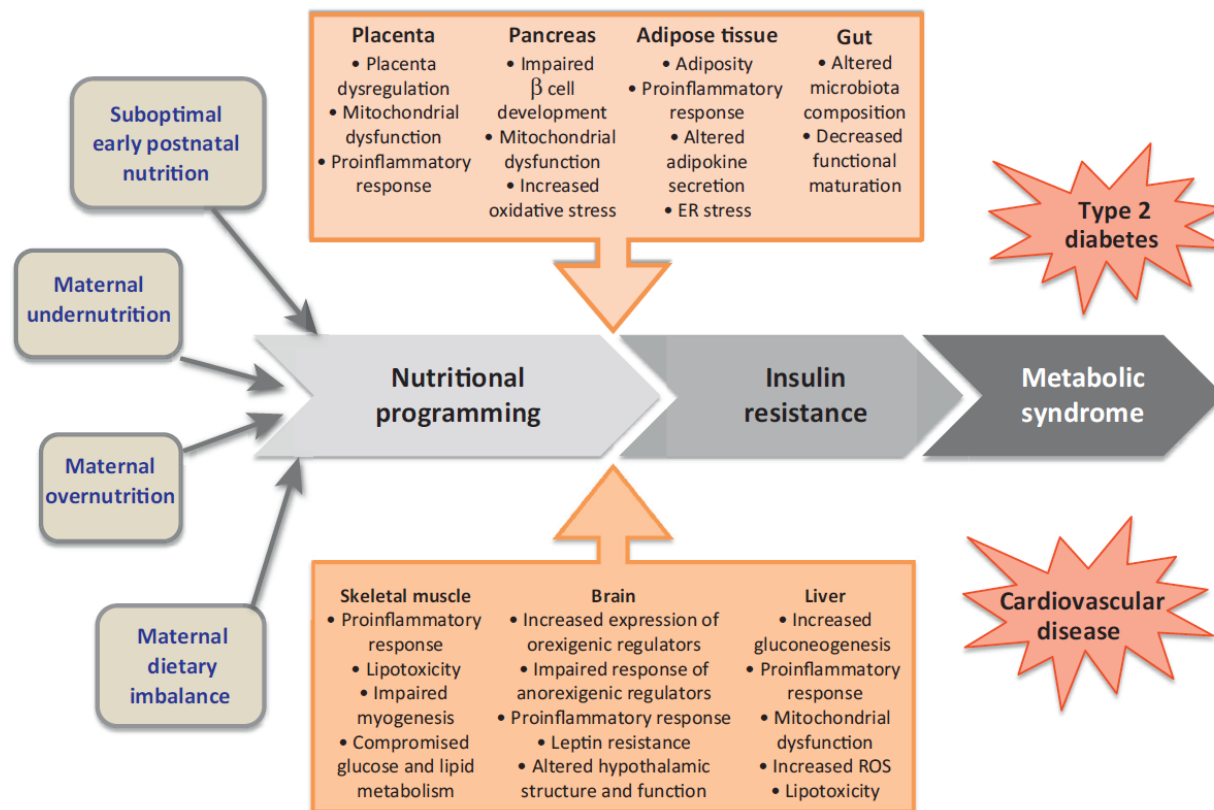 Placenta
• Placenta
dysregulation
• Mitochondrial
dysfunction
• Proinflammatory
response
Pancreas
• Impaired
β cell
development
• Mitochondrial
dysfunction
• Increased
oxidative stress
Adipose tissue
• Adiposity
• Proinflammatory
response
• Altered
adipokine
secretion
• ER stress
Gut
• Altered
microbiota
composition
• Decreased
functional
maturation
Suboptimal
early postnatal
nutrition
Maternal
undernutrition
Maternal
overnutrition
Maternal
dietary
imbalance
Nutritional
programming
Insulin
resistance
Metabolic
syndrome
Type 2
diabetes
Cardiovascular
disease
Skeletal muscle
• Proinflammatory
response
• Lipotoxicity
• Impaired
myogenesis
• Compromised
glucose and lipid
metabolism
Brain
• Increased expression of
orexigenic regulators
• Impaired response of
anorexigenic regulators
• Proinflammatory response
• Leptin resistance
• Altered hypothalamic
structure and function
Liver
• Increased
gluconeogenesis
• Proinflammatory
response
• Mitochondrial
dysfunction
• Increased ROS
• Lipotoxicity